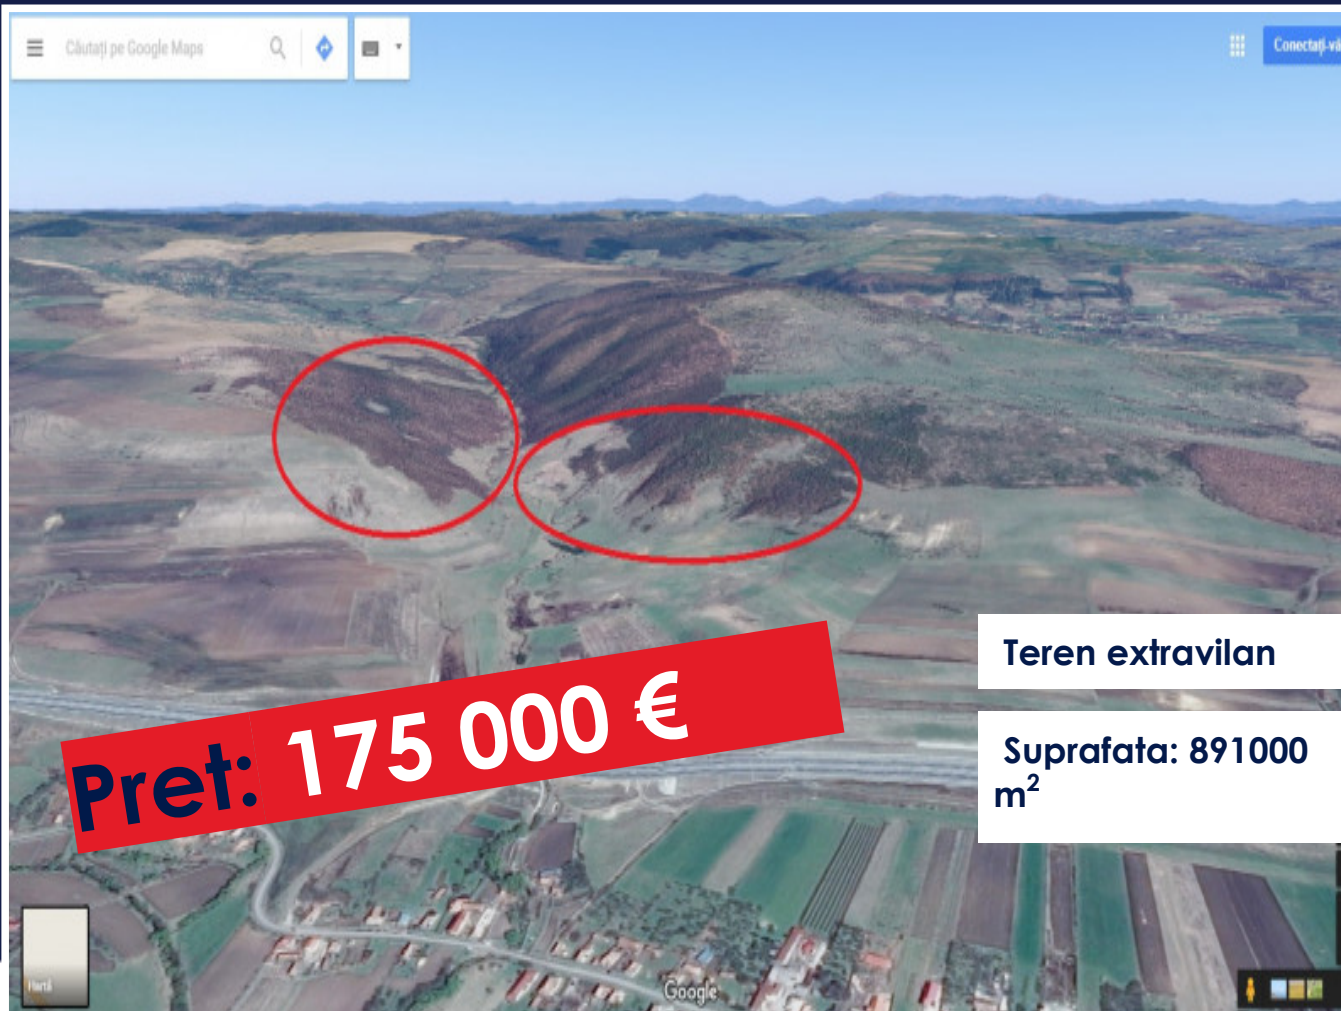 Căutați pe Google Maps
Conectați-vă
Teren extravilan
Pret: 175 000 €
Suprafata: 891000
m²
Hartă
Google